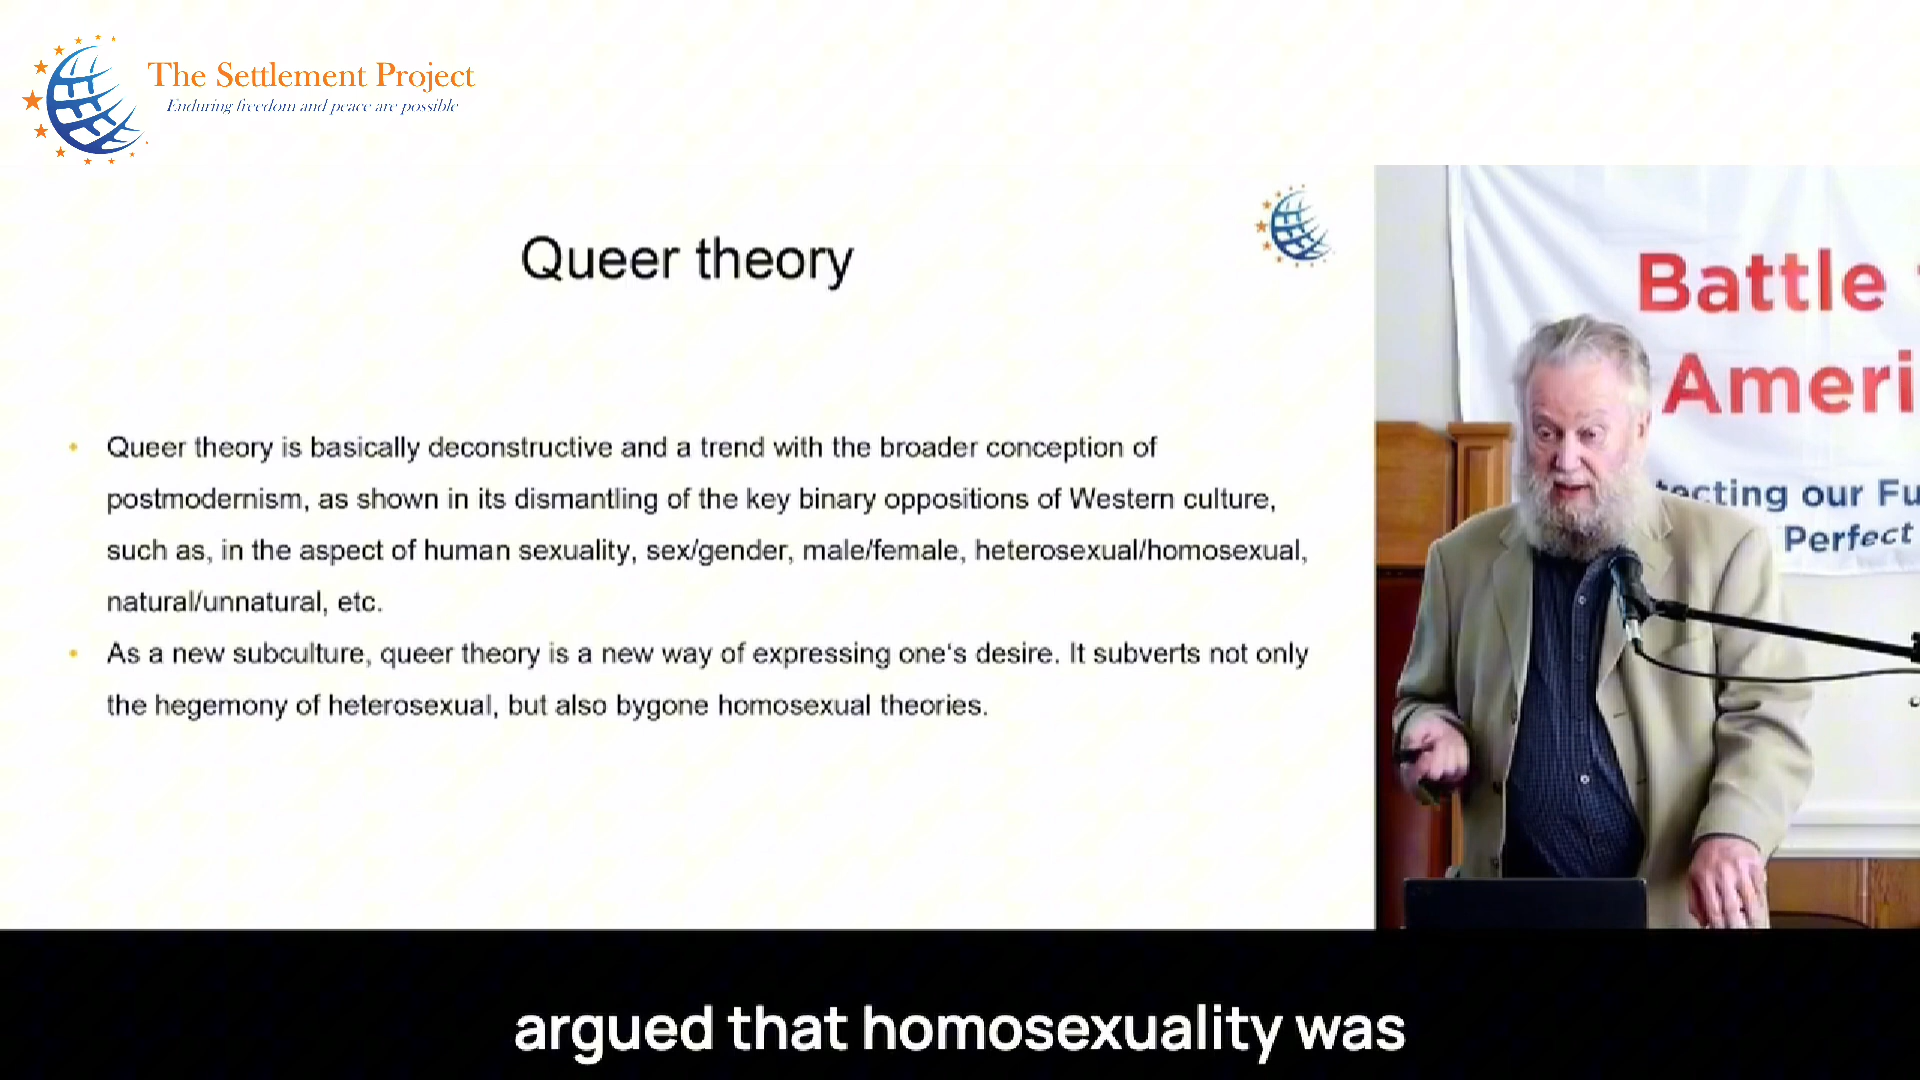 The Settlement Project
Enduring freedom and peace are possible
Queer theory
• Queer theory is basically deconstructive and a trend with the broader conception of
postmodernism, as shown in its dismantling of the key binary oppositions of Western culture,
such as, in the aspect of human sexuality, sex/gender, male/female, heterosexual/homosexual,
natural/unnatural, etc.
• As a new subculture, queer theory is a new way of expressing one's desire. It subverts not only
the hegemony of heterosexual, but also bygone homosexual theories.
Battle
Ameri
tecting our Fu
Perfect
argued that homosexuality was